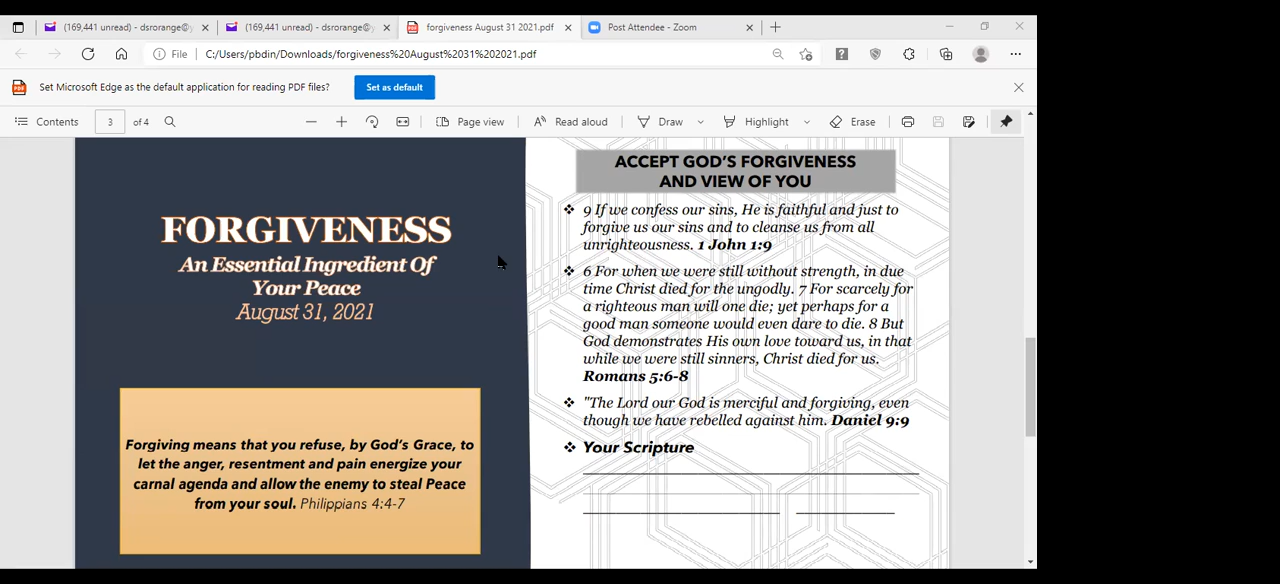 (169,441 unread) - dsrorange@y
(169,441 unread) - dsrorange@y
forgiveness August 31 2021.pdf
Post Attendee - Zoom
File
C:/Users/pbdin/Downloads/forgiveness%20August%2031%202021.pdf
Set Microsoft Edge as the default application for reading PDF files?
Set as default
Contents
3
of 4
Page view
Read aloud
Draw
Highlight
Erase
FORGIVENESS
An Essential Ingredient Of
Your Peace
August 31, 2021
Forgiving means that you refuse, by God's Grace, to
let the anger, resentment and pain energize your
carnal agenda and allow the enemy to steal Peace
from your soul. Philippians 4:4-7
ACCEPT GOD'S FORGIVENESS
AND VIEW OF YOU
❖ 9 If we confess our sins, He is faithful and just to
forgive us our sins and to cleanse us from all
unrighteousness. 1 John 1:9
❖ 6 For when we were still without strength, in due
time Christ died for the ungodly. 7 For scarcely for
a righteous man will one die; yet perhaps for a
good man someone would even dare to die. 8 But
God demonstrates His own love toward us, in that
while we were still sinners, Christ died for us.
Romans 5:6-8
❖ "The Lord our God is merciful and forgiving, even
though we have rebelled against him. Daniel 9:9
❖ Your Scripture